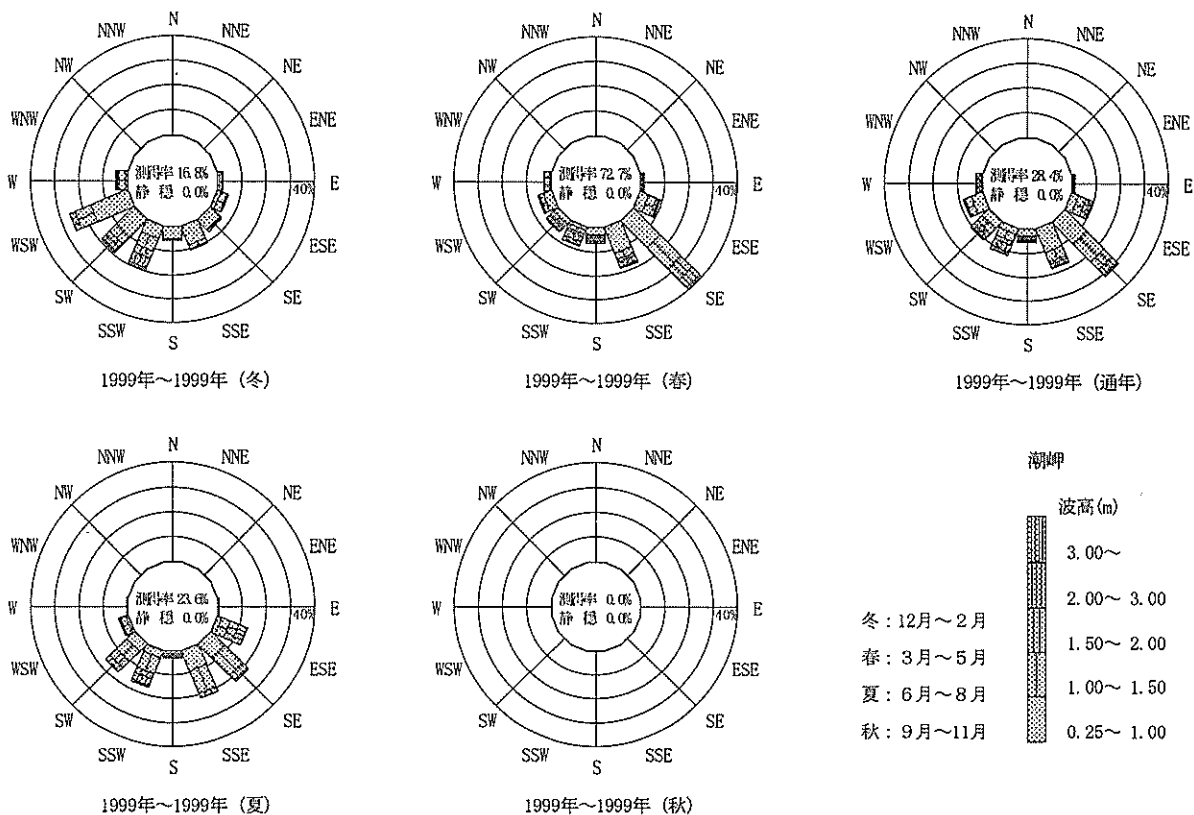 N
NNW
NNE
NW
NE
WNW
ENE
W
測得率 16.8%
静 穏 0.0%
40%
E
WSW
ESE
SW
SE
SSW
SSE
S
1999年～1999年 (冬)
N
NNW
NNE
NW
NE
WNW
ENE
W
測得率 72.7%
静 穏 0.0%
40%
E
WSW
ESE
SW
SE
SSW
SSE
S
1999年～1999年 (春)
N
NNW
NNE
NW
NE
WNW
ENE
W
測得率 28.4%
静 穏 0.0%
40%
E
WSW
ESE
SW
SE
SSW
SSE
S
1999年～1999年 (通年)
N
NNW
NNE
NW
NE
WNW
ENE
W
測得率 23.6%
静 穏 0.0%
40%
E
WSW
ESE
SW
SE
SSW
SSE
S
1999年～1999年 (夏)
N
NNW
NNE
NW
NE
WNW
ENE
W
測得率 0.0%
静 穏 0.0%
40%
E
WSW
ESE
SW
SE
SSW
SSE
S
1999年～1999年 (秋)
冬：12月～2月
春：3月～5月
夏：6月～8月
秋：9月～11月
潮岬
波高(m)
3.00～
2.00～ 3.00
1.50～ 2.00
1.00～ 1.50
0.25～ 1.00